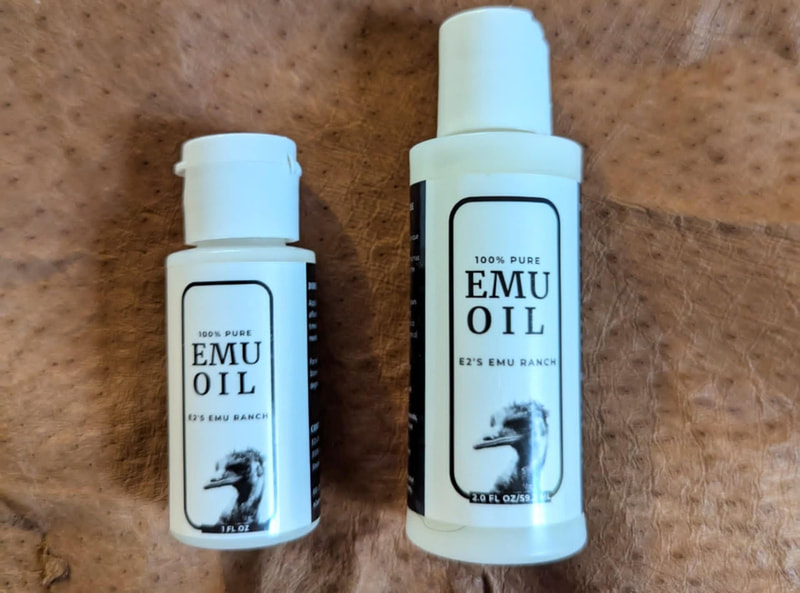 100% PURE
EMU
OIL
E2'S EMU RANCH
1 FL OZ
100% PURE
EMU
OIL
E2'S EMU RANCH
2.0 FL OZ/59.